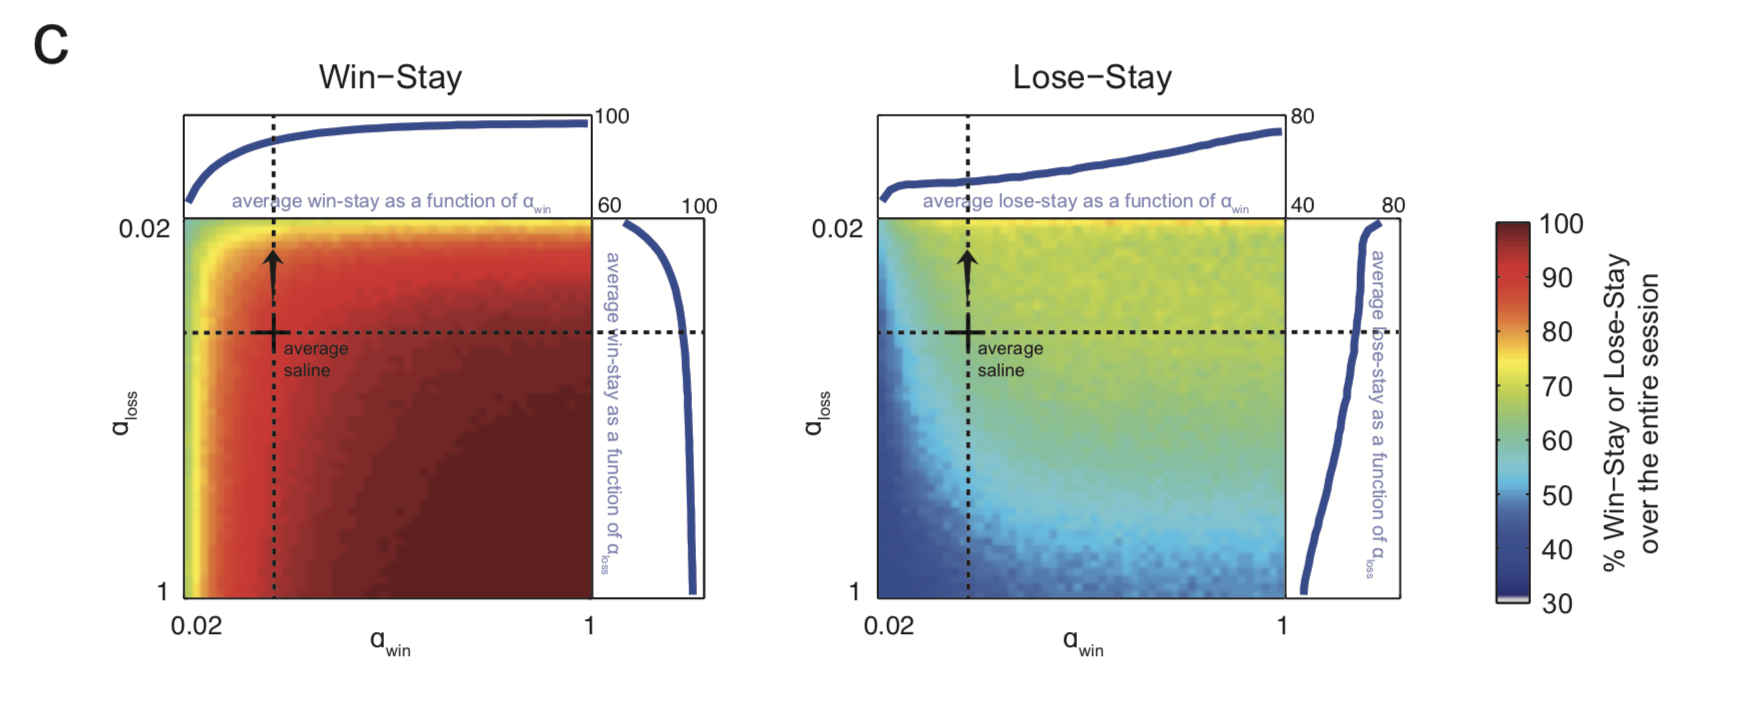 C
Win−Stay
100
average win-stay as a function of αwin
60
100
0.02
average win-stay as a function of αloss
average
saline
αloss
1
0.02
1
αwin
Lose−Stay
80
average lose-stay as a function of αwin
40
80
0.02
average lose-stay as a function of αloss
average
saline
αloss
1
0.02
1
αwin
100
90
80
70
60
50
40
30
% Win−Stay or Lose−Stay
over the entire session